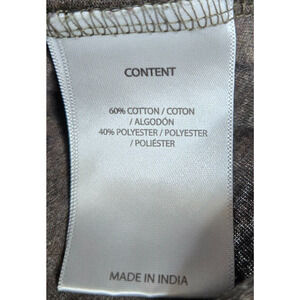 CONTENT
60% COTTON / COTON
/ ALGODÓN
40% POLYESTER / POLYESTER
/ POLIÉSTER
MADE IN INDIA